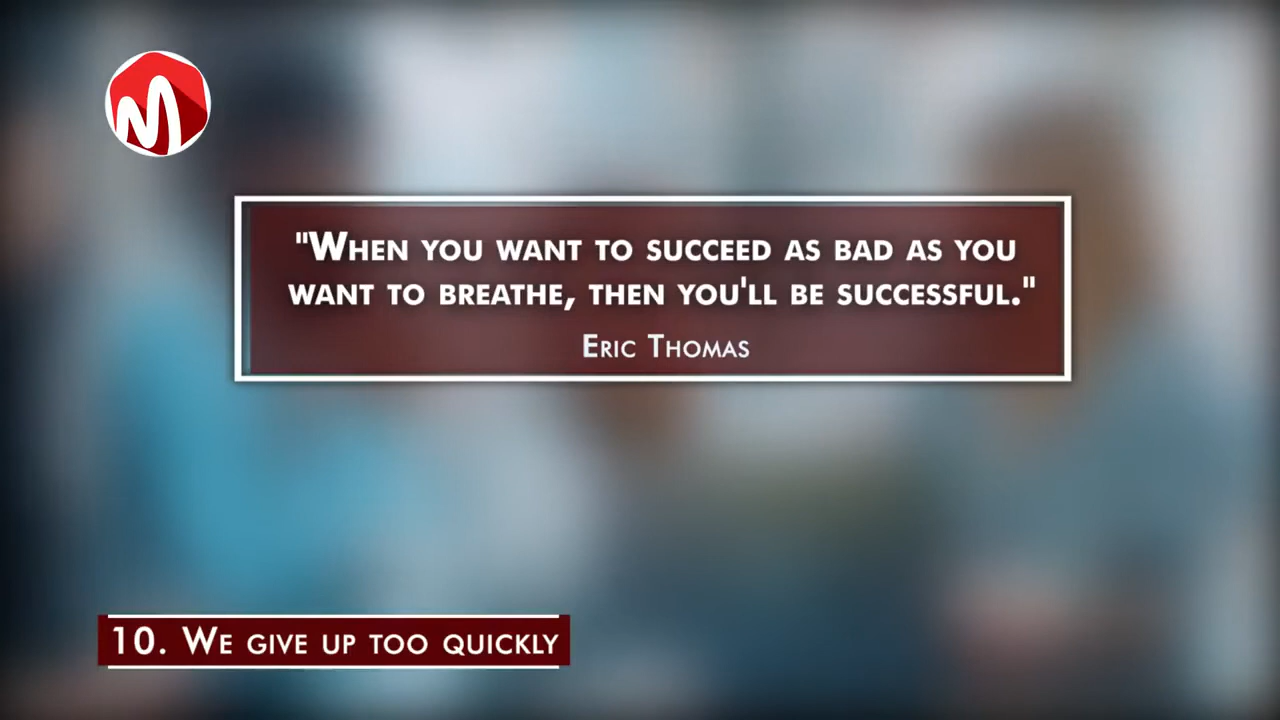 "When you want to succeed as bad as you
want to breathe, then you'll be successful."
Eric Thomas
10. We give up too quickly